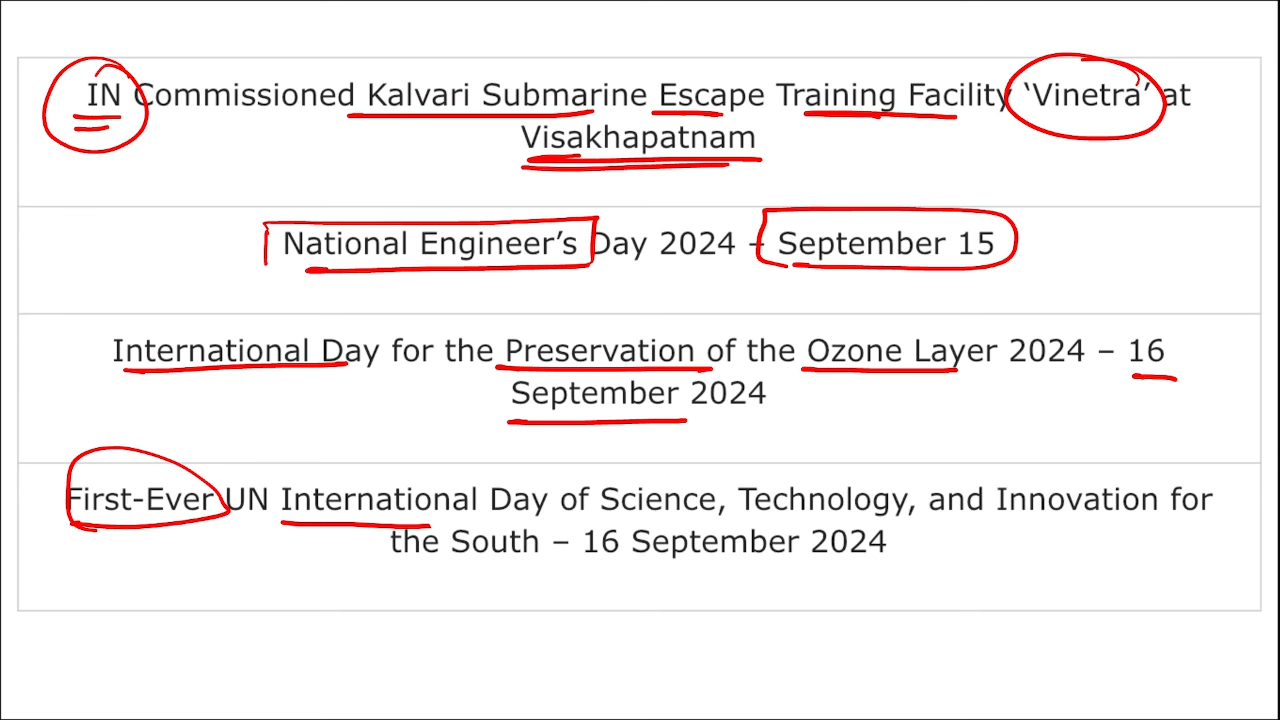 IN Commissioned Kalvari Submarine Escape Training Facility ‘Vinetra’ at
Visakhapatnam
National Engineer’s Day 2024 – September 15
International Day for the Preservation of the Ozone Layer 2024 – 16
September 2024
First-Ever UN International Day of Science, Technology, and Innovation for
the South – 16 September 2024